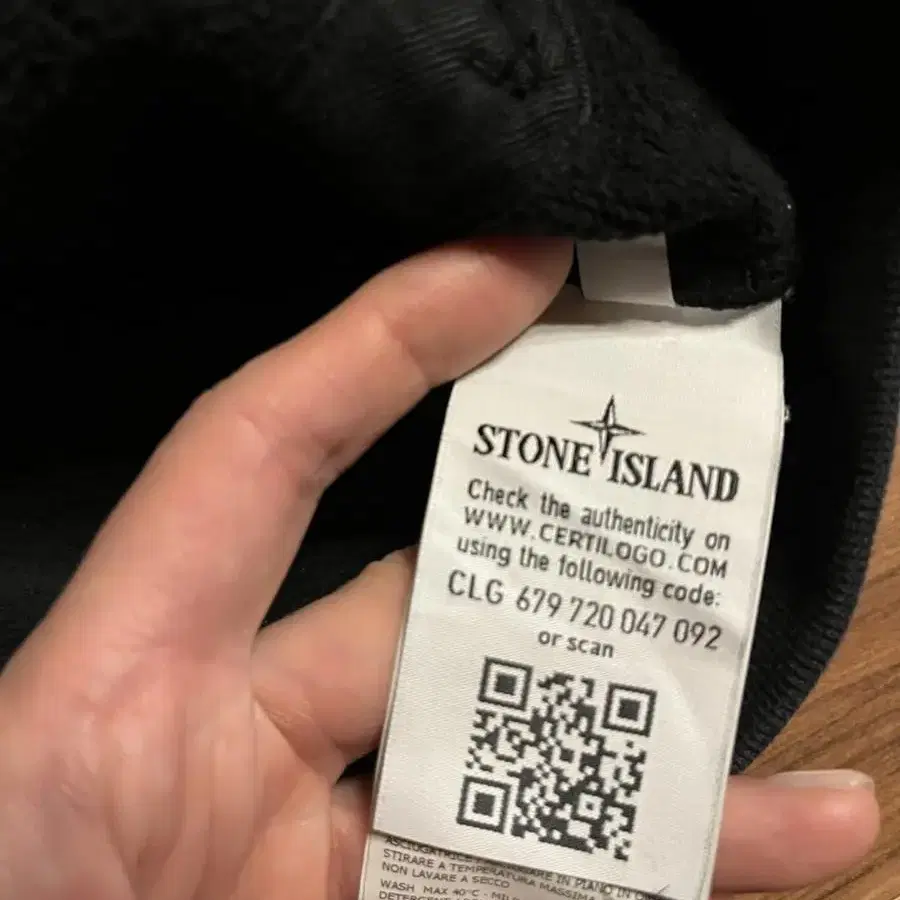 STONE ISLAND
Check the authenticity on
WWW.CERTILOGO.COM
using the following code:
CLG 679 720 047 092
or scan
STIRARE A TEMPERATURA MASSIMA
NON LAVARE A SECCO
WASH MAX 40°C -